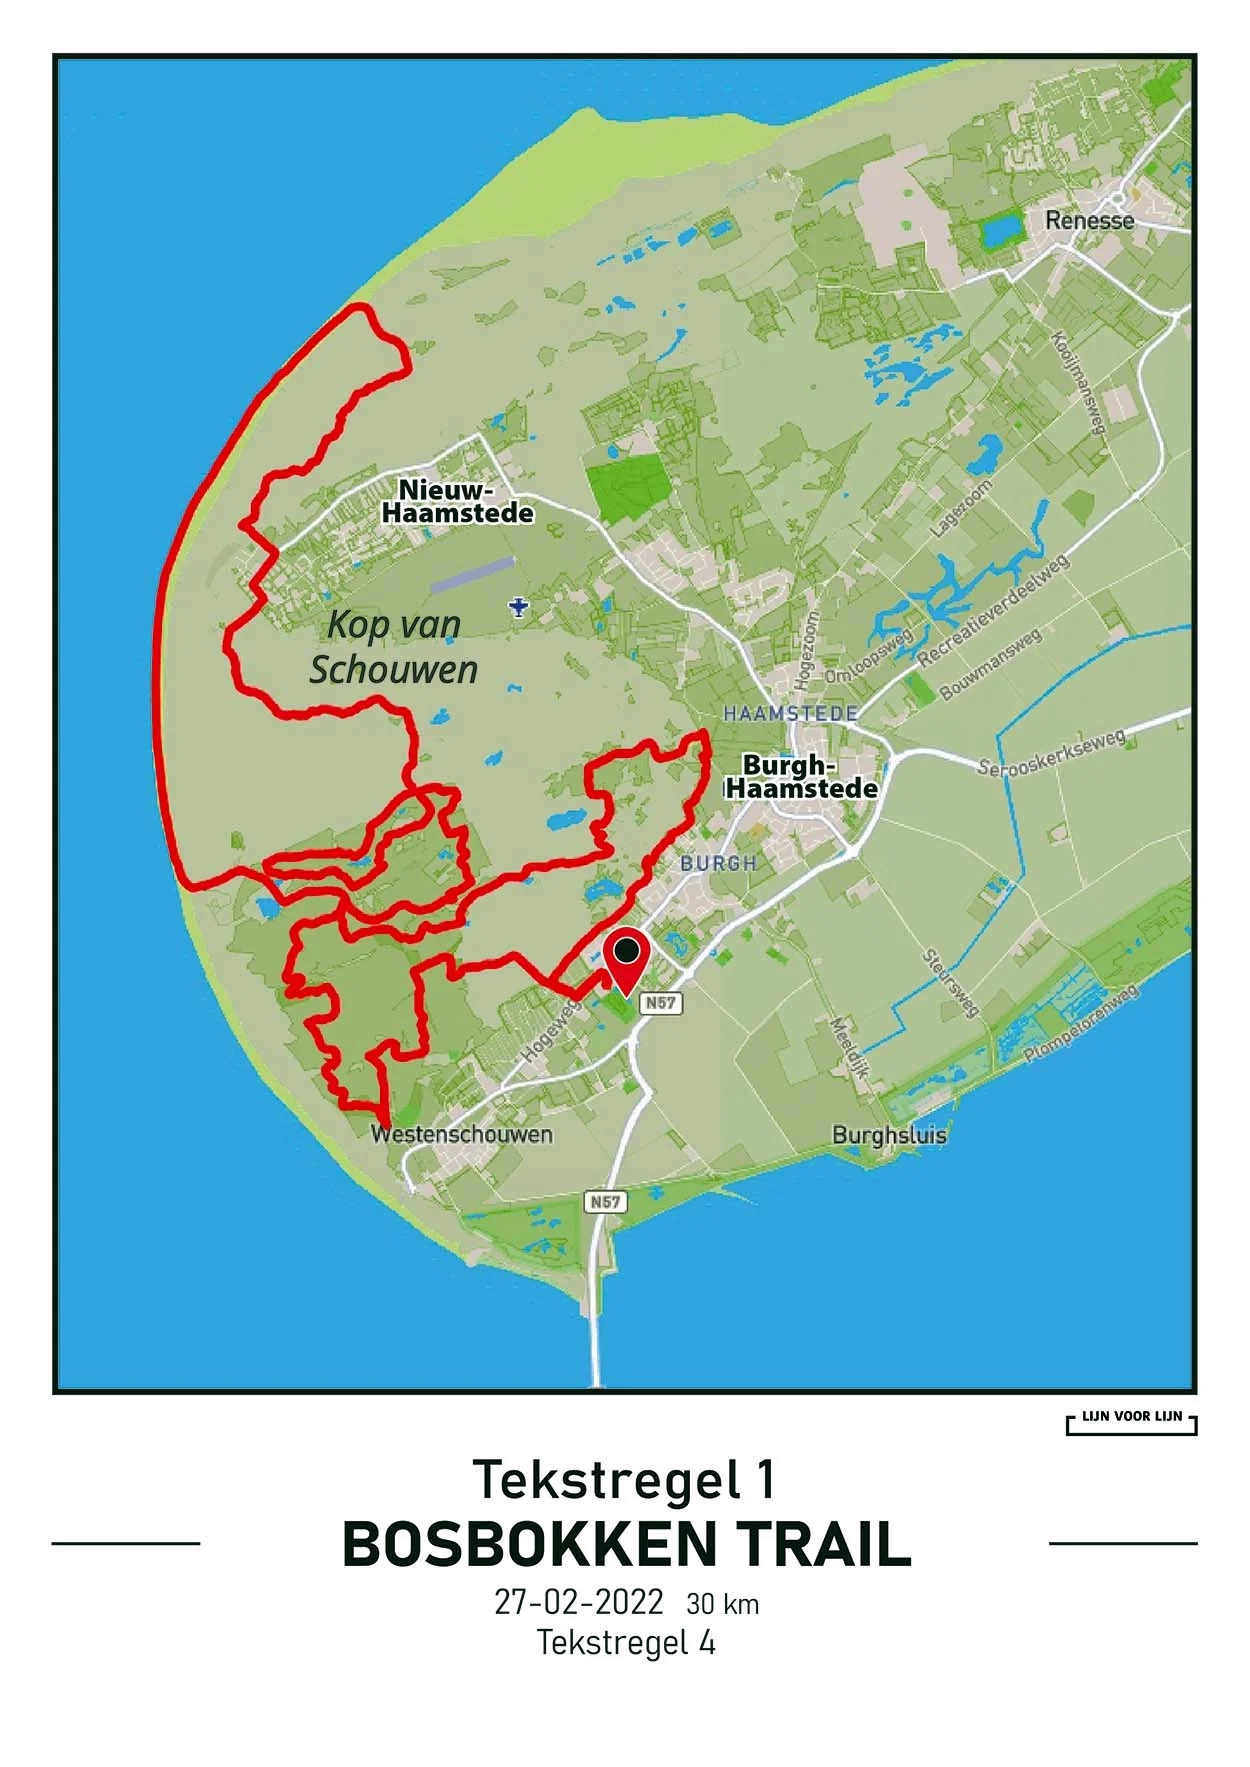 Renesse
Kooijmansweg
Nieuw-
Haamstede
Lagezoom
Recreatieverdeelweg
Kop van
Schouwen
Hogezoom
Omloopsweg
Bouwmansweg
HAAMSTEDE
Serooskerkseweg
Burgh-
Haamstede
BURGH
Steursweg
N57
Hogeweg
Meeldijk
Plompetorenweg
Westenschouwen
Burghsluis
N57
LIJN VOOR LIJN
Tekstregel 1
BOSBOKKEN TRAIL
27-02-2022 30 km
Tekstregel 4